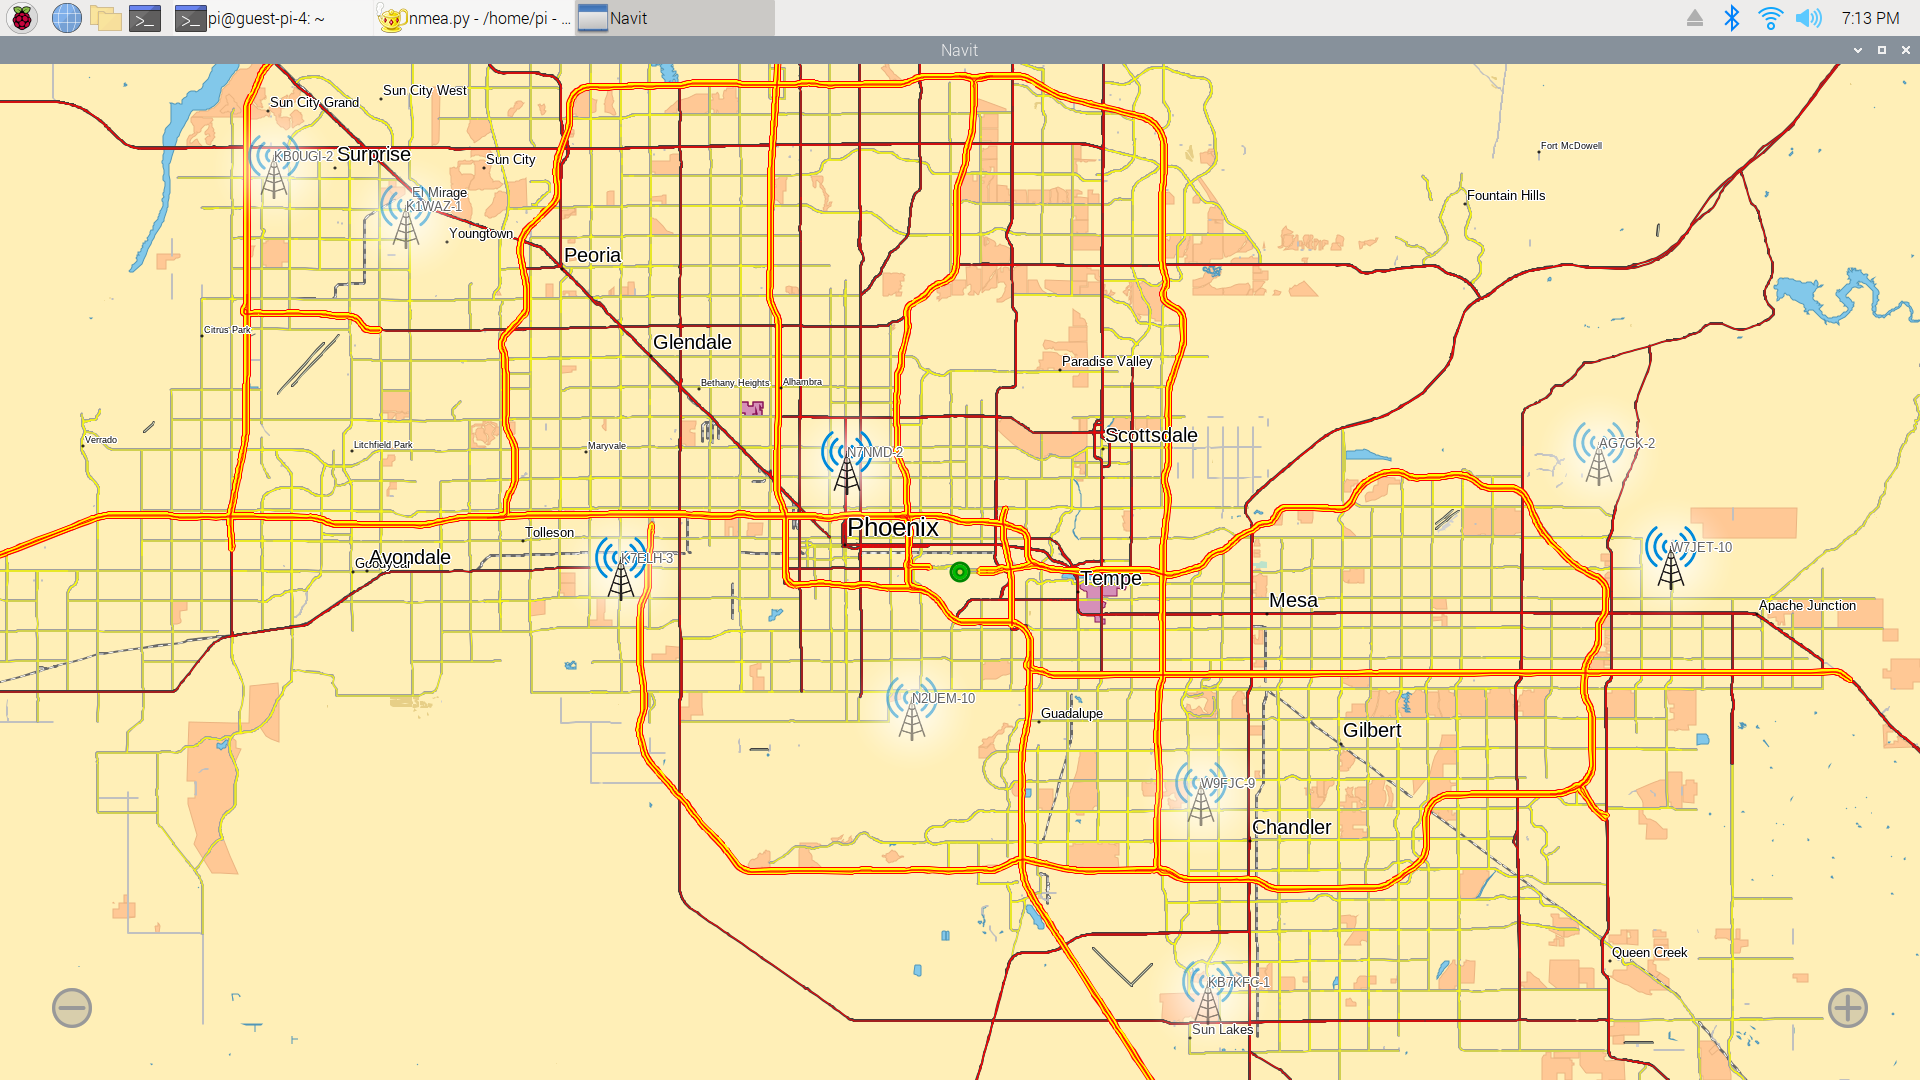 pi@guest-pi-4: ~
nmea.py - /home/pi - ...
Navit
7:13 PM
Navit
Sun City West
Sun City Grand
Fort McDowell
KB0UGI-2
Surprise
Sun City
El Mirage
K1WAZ-1
Fountain Hills
Youngtown
Peoria
Citrus Park
Glendale
Paradise Valley
Bethany Heights
Alhambra
Verrado
Litchfield Park
Maryvale
N7NMD-2
Scottsdale
AG7GK-2
Phoenix
Tolleson
W7JET-10
Avondale
K7ELH-3
Tempe
Mesa
Apache Junction
N2UEM-10
Guadalupe
Gilbert
W9FJC-9
Chandler
Queen Creek
KB7KFC-1
Sun Lakes